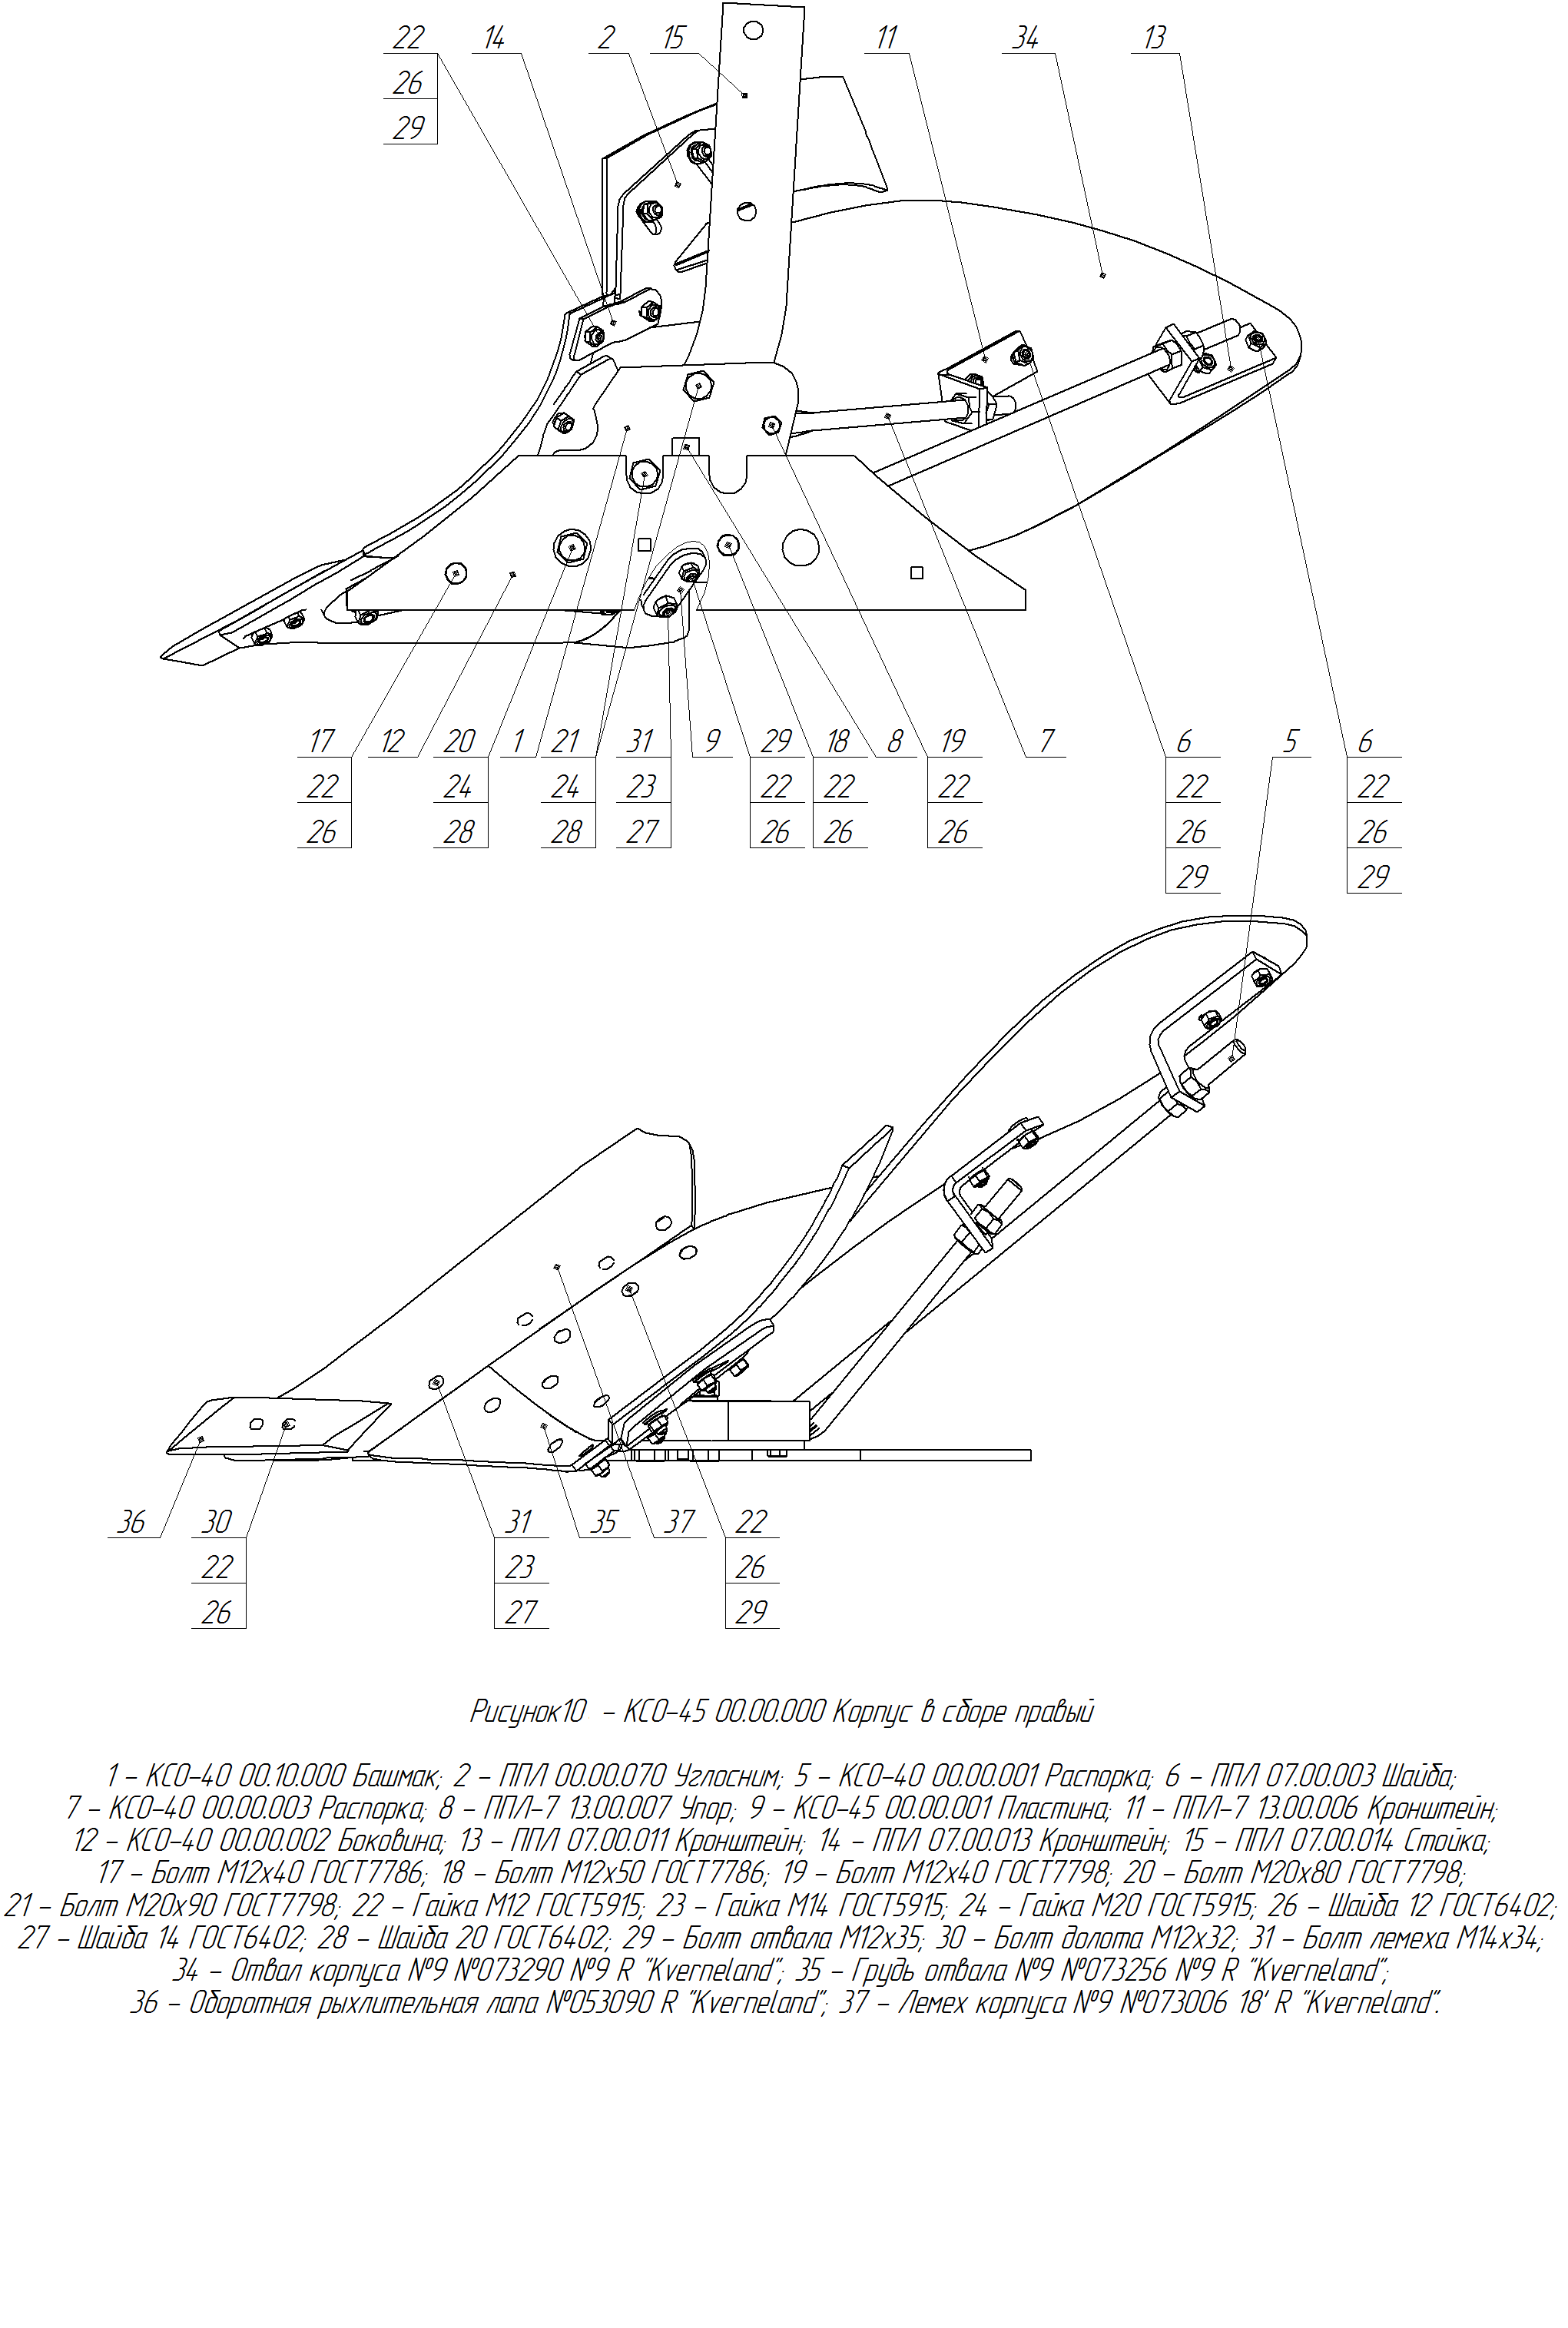 22 14 2 15 11 34 13
26
29
17 12 20 1 21 31 9 29 18 8 19 7 6 5 6
22 24 24 23 22 22 22 22 22
26 28 28 27 26 26 26 26 26
29 29
36 30 31 35 37 22
22 23 26
26 27 29
Рисунок10 – КСО–45 00.00.000 Корпус в сборе правый
1 – КСО–40 00.10.000 Башмак; 2 – ППЛ 00.00.070 Углосним; 5 – КСО–40 00.00.001 Распорка; 6 – ППЛ 07.00.003 Шайба;
7 – КСО–40 00.00.003 Распорка; 8 – ППЛ–7 13.00.007 Упор; 9 – КСО–45 00.00.001 Пластина; 11 – ППЛ–7 13.00.006 Кронштейн;
12 – КСО–40 00.00.002 Боковина; 13 – ППЛ 07.00.011 Кронштейн; 14 – ППЛ 07.00.013 Кронштейн; 15 – ППЛ 07.00.014 Стойка;
17 – Болт М12х40 ГОСТ7786; 18 – Болт М12х50 ГОСТ7786; 19 – Болт М12х40 ГОСТ7798; 20 – Болт М20х80 ГОСТ7798;
21 – Болт М20х90 ГОСТ7798; 22 – Гайка М12 ГОСТ5915; 23 – Гайка М14 ГОСТ5915; 24 – Гайка М20 ГОСТ5915; 26 – Шайба 12 ГОСТ6402;
27 – Шайба 14 ГОСТ6402; 28 – Шайба 20 ГОСТ6402; 29 – Болт отвала М12х35; 30 – Болт долота М12х32; 31 – Болт лемеха М14х34;
34 – Отвал корпуса №9 №073290 №9 R "Kverneland"; 35 – Грудь отвала №9 №073256 №9 R "Kverneland";
36 – Оборотная рыхлительная лапа №053090 R "Kverneland"; 37 – Лемех корпуса №9 №073006 18' R "Kverneland".